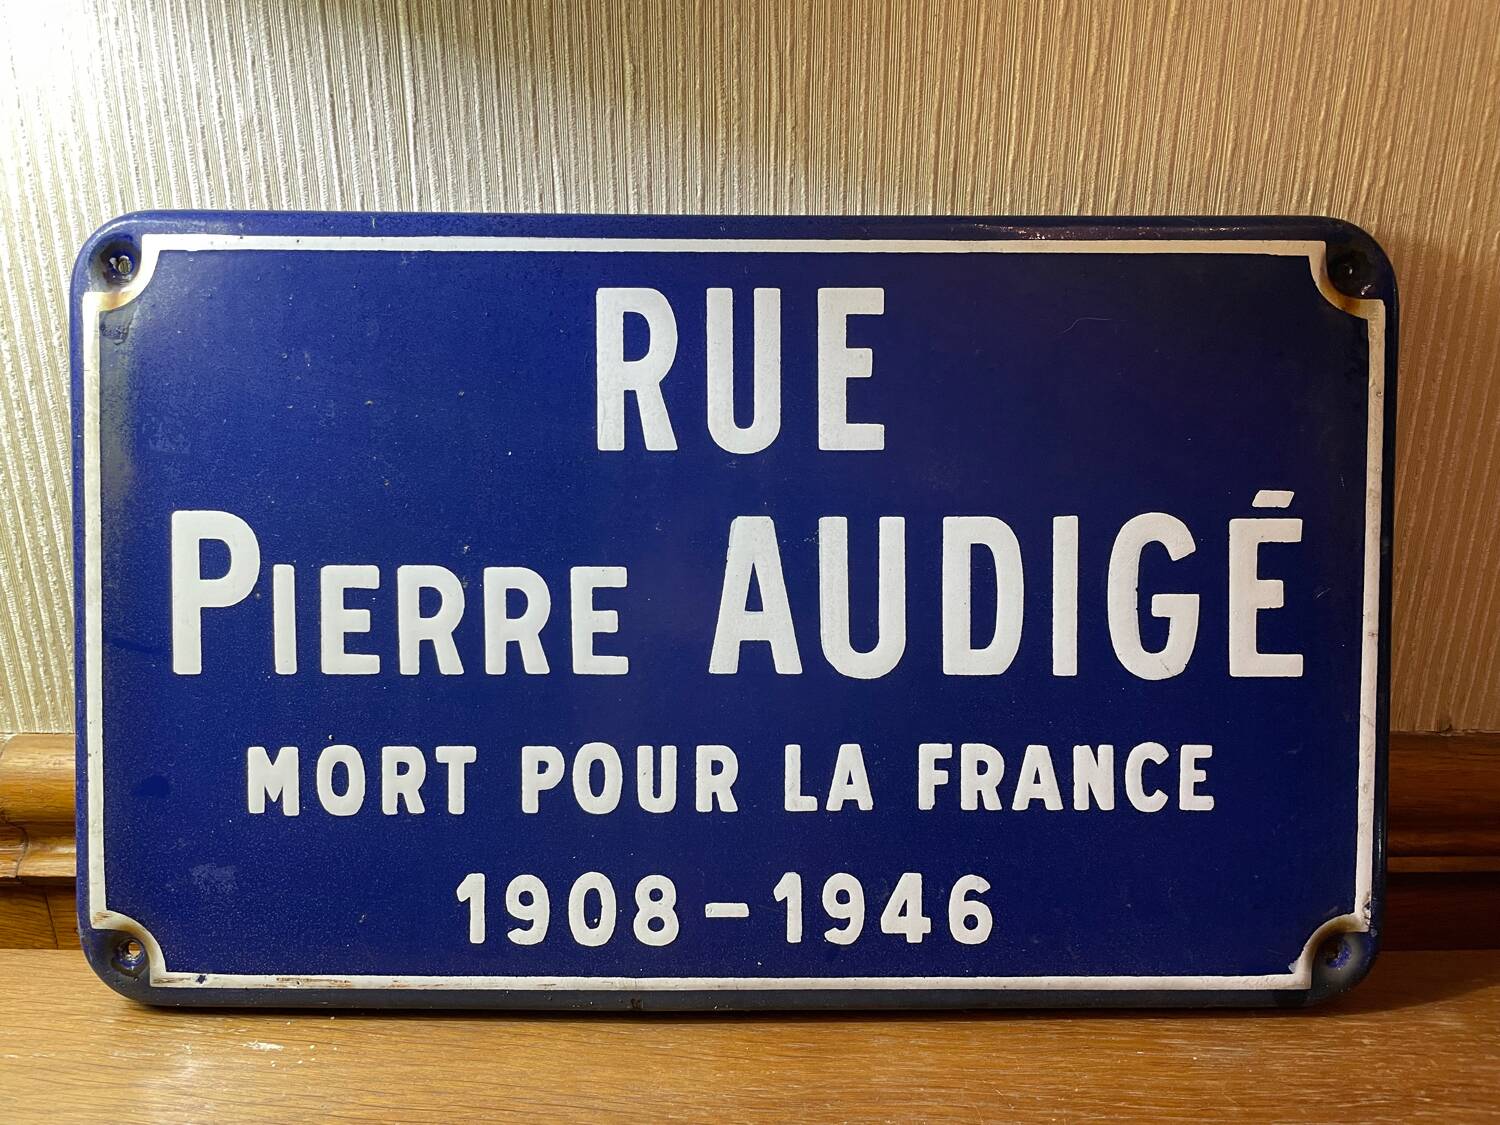 RUE
PIERRE AUDIGÉ
MORT POUR LA FRANCE
1908-1946